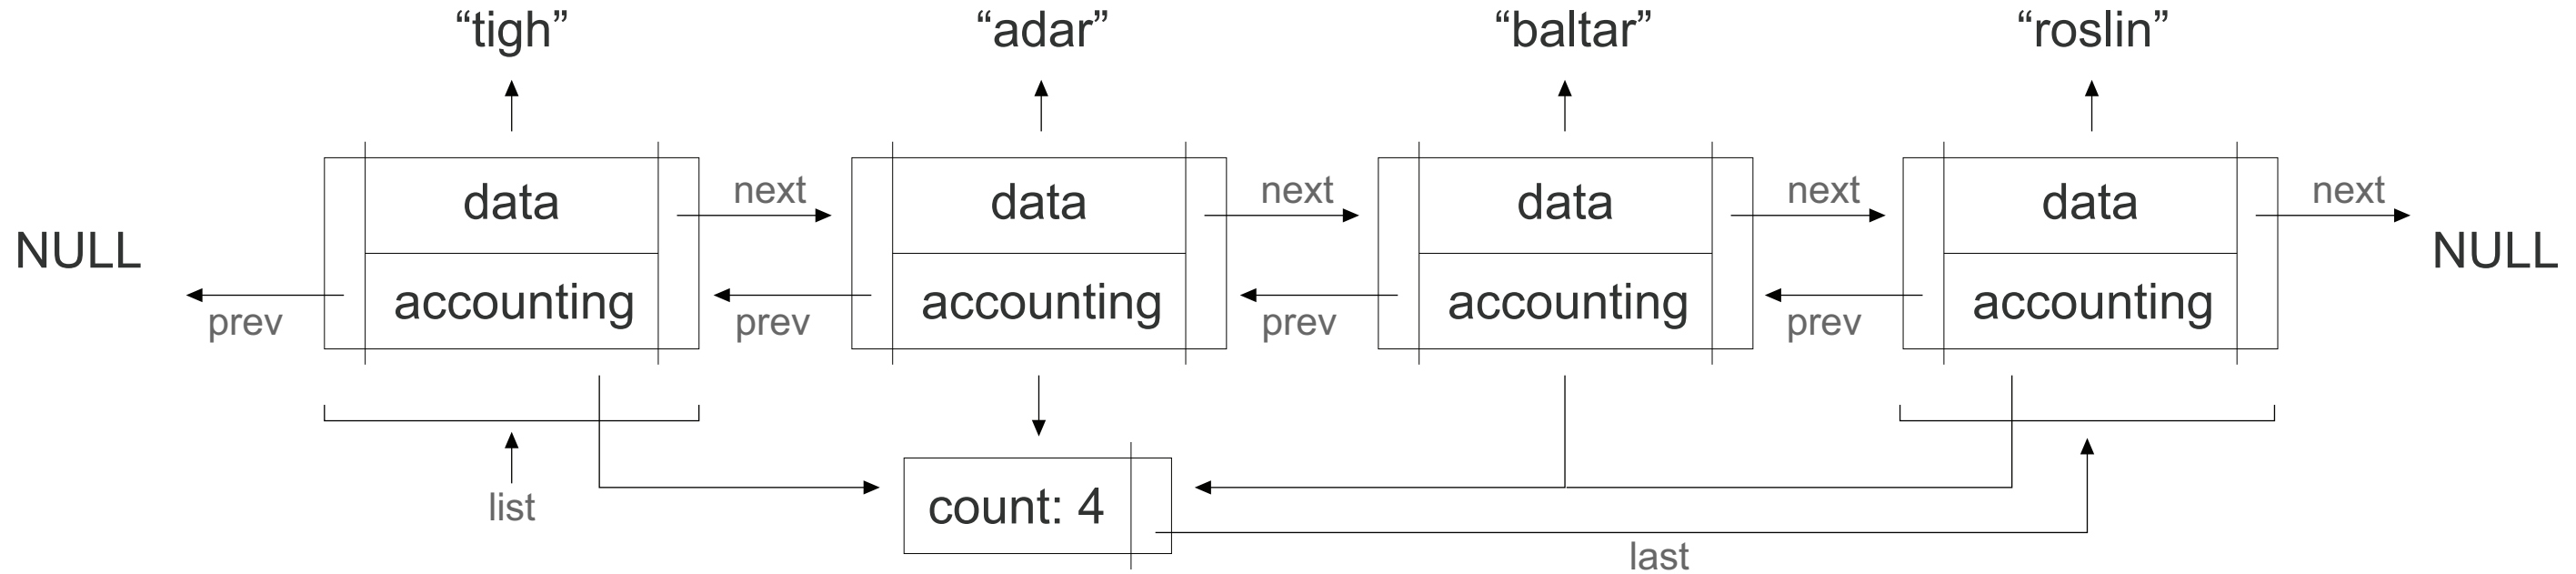 “tigh” “adar” “baltar” “roslin”
data next data next data next data next
NULL NULL
accounting accounting accounting accounting
prev prev prev prev
list count: 4
last